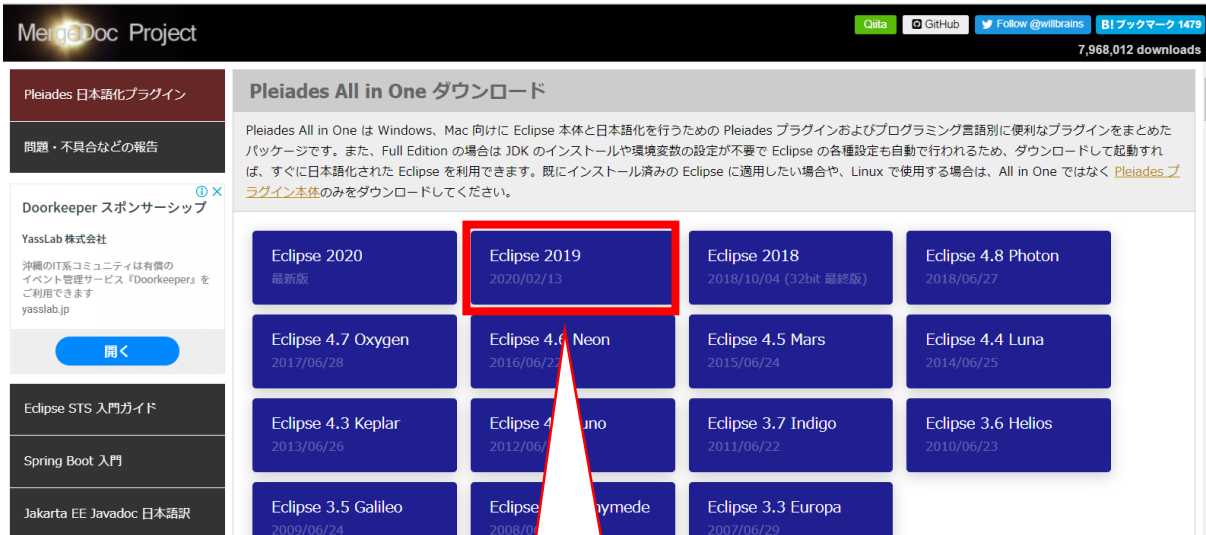 MergeDoc Project
Qiita
GitHub
Follow @willbrains
B! ブックマーク 1479
7,968,012 downloads
Pleiades 日本語化プラグイン
問題・不具合などの報告
Doorkeeper スポンサーシップ
YassLab 株式会社
沖縄のIT系コミュニティは有償の
イベント管理サービス『Doorkeeper』を
ご利用できます
yasslab.jp
開く
Eclipse STS 入門ガイド
Spring Boot 入門
Jakarta EE Javadoc 日本語訳
Pleiades All in One ダウンロード
Pleiades All in One は Windows、Mac 向けに Eclipse 本体と日本語化を行うための Pleiades プラグインおよびプログラミング言語別に便利なプラグインをまとめた
パッケージです。また、Full Edition の場合は JDK のインストールや環境変数の設定が不要で Eclipse の各種設定も自動で行われるため、ダウンロードして起動すれ
ば、すぐに日本語化された Eclipse を利用できます。既にインストール済みの Eclipse に適用したい場合や、Linux で使用する場合は、All in One ではなく Pleiades プ
ラグイン本体のみをダウンロードしてください。
Eclipse 2020
最新版
Eclipse 2019
2020/02/13
Eclipse 2018
2018/10/04 (32bit 最終版)
Eclipse 4.8 Photon
2018/06/27
Eclipse 4.7 Oxygen
2017/06/28
Eclipse 4.6 Neon
2016/06/22
Eclipse 4.5 Mars
2015/06/24
Eclipse 4.4 Luna
2014/06/25
Eclipse 4.3 Keplar
2013/06/26
Eclipse
2012/06/
Eclipse 3.7 Indigo
2011/06/22
Eclipse 3.6 Helios
2010/06/23
Eclipse 3.5 Galileo
2009/06/24
Eclipse
Eclipse 3.3 Europa
2007/06/29